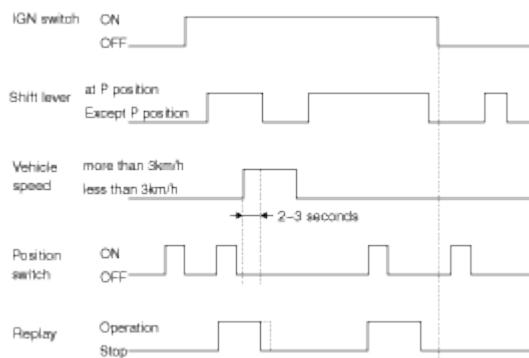 IGN switch ON
OFF
Shift lever at P position
Except P position
Vehicle speed more than 3km/h
less than 3km/h
2-3 seconds
Position switch ON
OFF
Replay Operation
Stop